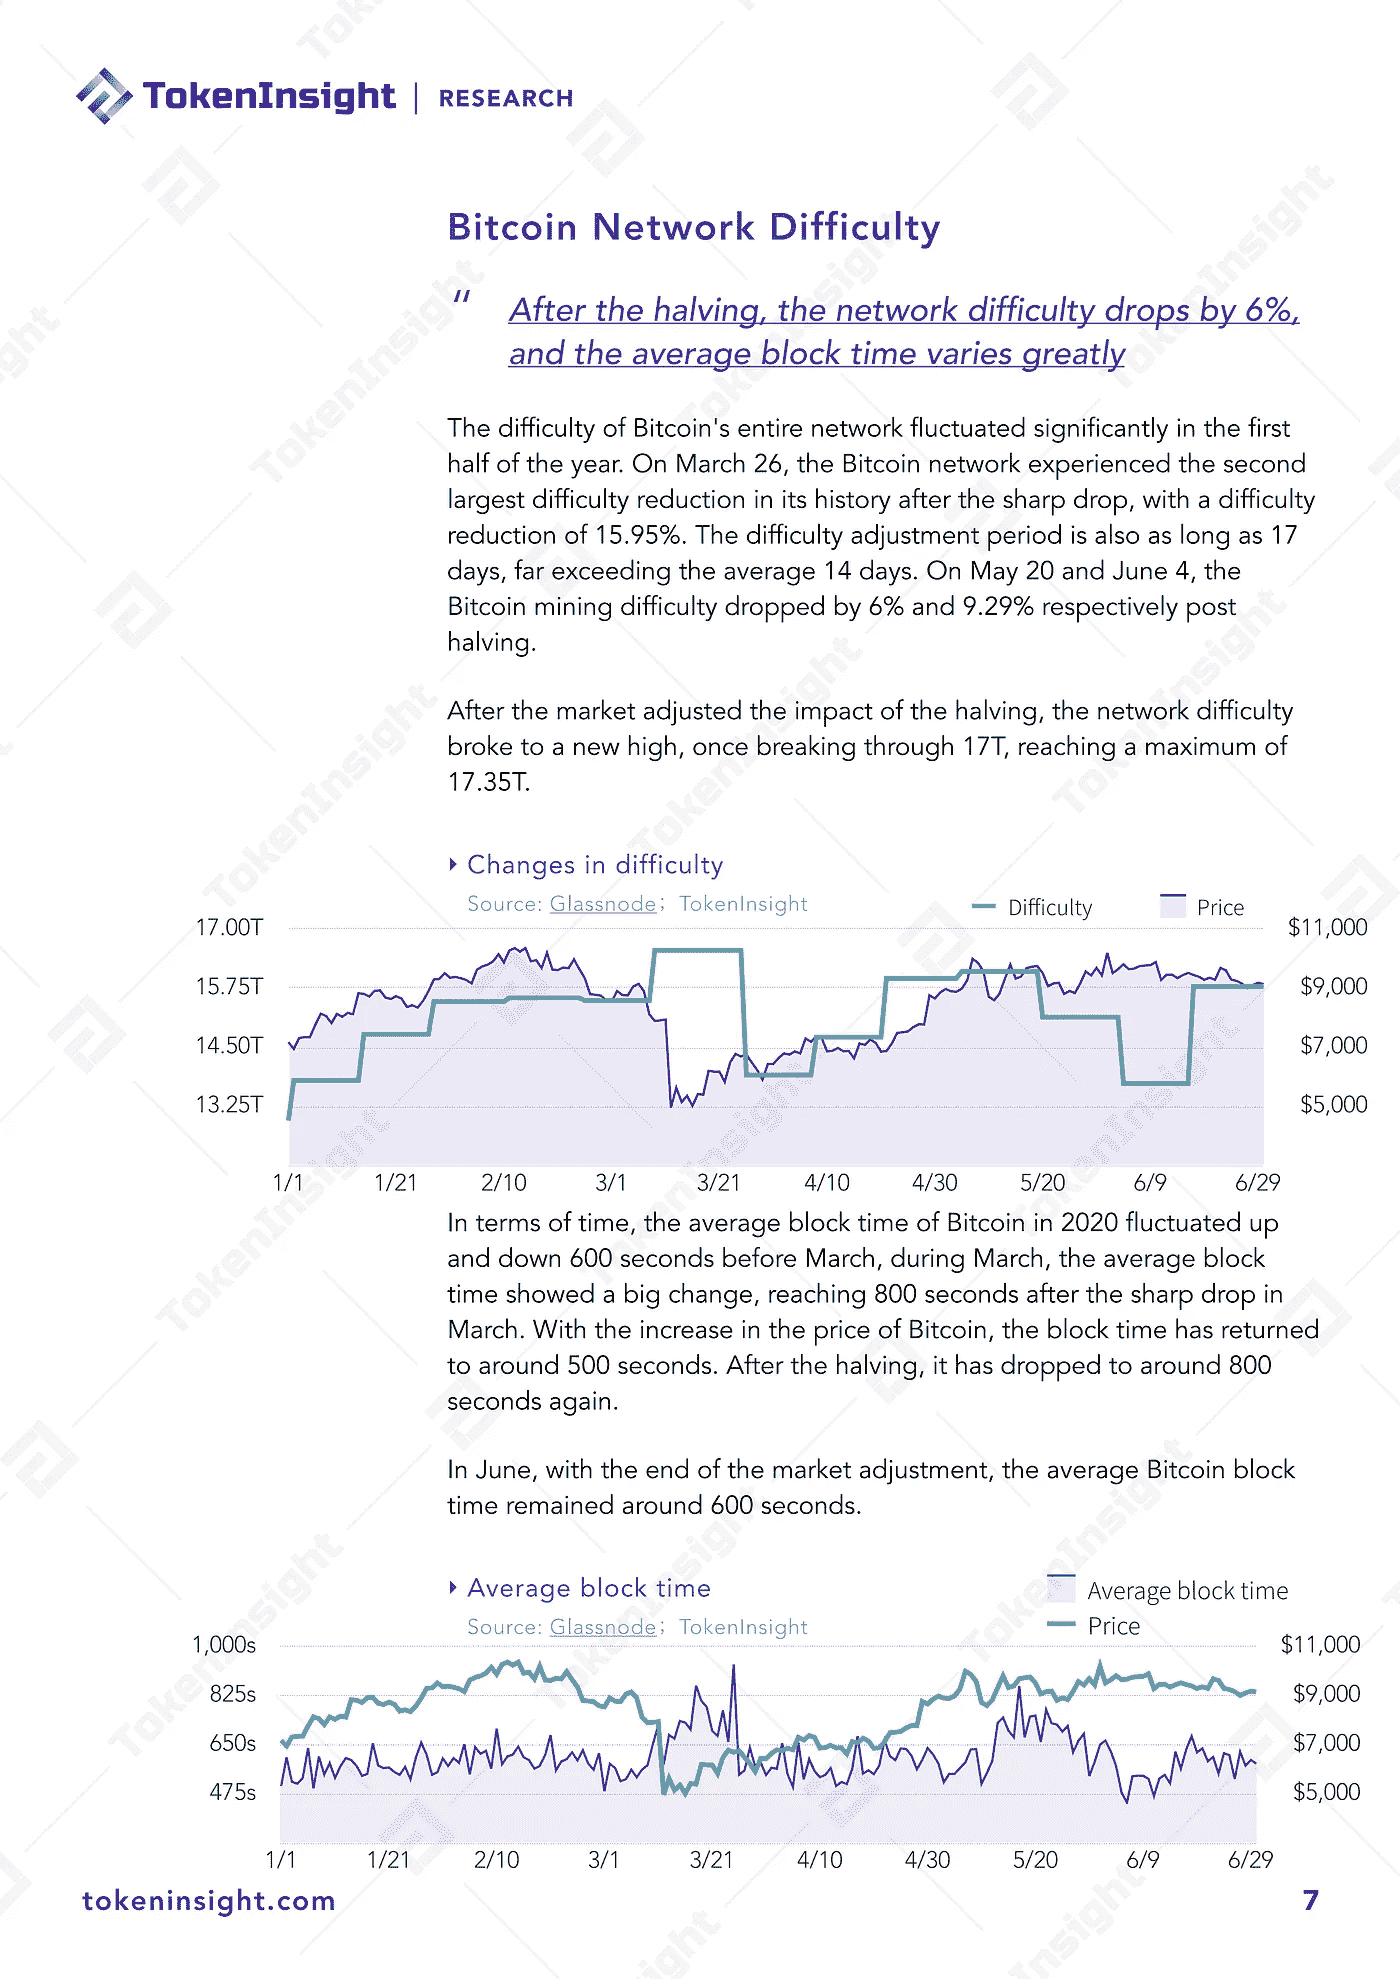 TokenInsight | RESEARCH
Bitcoin Network Difficulty
“ After the halving, the network difficulty drops by 6%,
and the average block time varies greatly
The difficulty of Bitcoin's entire network fluctuated significantly in the first
half of the year. On March 26, the Bitcoin network experienced the second
largest difficulty reduction in its history after the sharp drop, with a difficulty
reduction of 15.95%. The difficulty adjustment period is also as long as 17
days, far exceeding the average 14 days. On May 20 and June 4, the
Bitcoin mining difficulty dropped by 6% and 9.29% respectively post
halving.
After the market adjusted the impact of the halving, the network difficulty
broke to a new high, once breaking through 17T, reaching a maximum of
17.35T.
Changes in difficulty
Source: Glassnode; TokenInsight
Difficulty Price
17.00T $11,000
15.75T $9,000
14.50T $7,000
13.25T $5,000
1/1 1/21 2/10 3/1 3/21 4/10 4/30 5/20 6/9 6/29
In terms of time, the average block time of Bitcoin in 2020 fluctuated up
and down 600 seconds before March, during March, the average block
time showed a big change, reaching 800 seconds after the sharp drop in
March. With the increase in the price of Bitcoin, the block time has returned
to around 500 seconds. After the halving, it has dropped to around 800
seconds again.
In June, with the end of the market adjustment, the average Bitcoin block
time remained around 600 seconds.
Average block time
Source: Glassnode; TokenInsight
Average block time
Price
1,000s $11,000
825s $9,000
650s $7,000
475s $5,000
1/1 1/21 2/10 3/1 3/21 4/10 4/30 5/20 6/9 6/29
tokeninsight.com 7